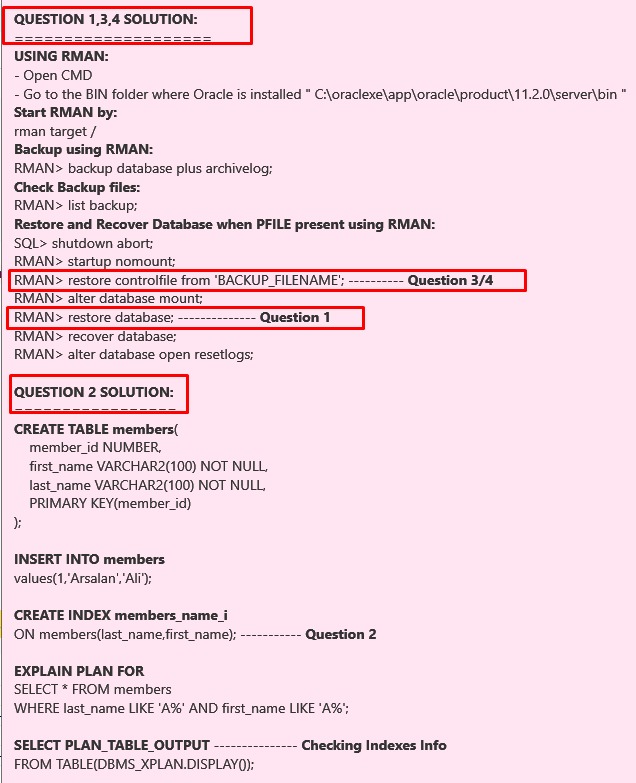 QUESTION 1,3,4 SOLUTION:
====================
USING RMAN:
- Open CMD
- Go to the BIN folder where Oracle is installed " C:\oraclexe\app\oracle\product\11.2.0\server\bin "
Start RMAN by:
rman target /
Backup using RMAN:
RMAN> backup database plus archivelog;
Check Backup files:
RMAN> list backup;
Restore and Recover Database when PFILE present using RMAN:
SQL> shutdown abort;
RMAN> startup nomount;
RMAN> restore controlfile from 'BACKUP_FILENAME'; ---------- Question 3/4
RMAN> alter database mount;
RMAN> restore database; -------------- Question 1
RMAN> recover database;
RMAN> alter database open resetlogs;
QUESTION 2 SOLUTION:
=================
CREATE TABLE members(
member_id NUMBER,
first_name VARCHAR2(100) NOT NULL,
last_name VARCHAR2(100) NOT NULL,
PRIMARY KEY(member_id)
);
INSERT INTO members
values(1,'Arsalan','Ali');
CREATE INDEX members_name_i
ON members(last_name,first_name); ----------- Question 2
EXPLAIN PLAN FOR
SELECT * FROM members
WHERE last_name LIKE 'A%' AND first_name LIKE 'A%';
SELECT PLAN_TABLE_OUTPUT --------------- Checking Indexes Info
FROM TABLE(DBMS_XPLAN.DISPLAY());